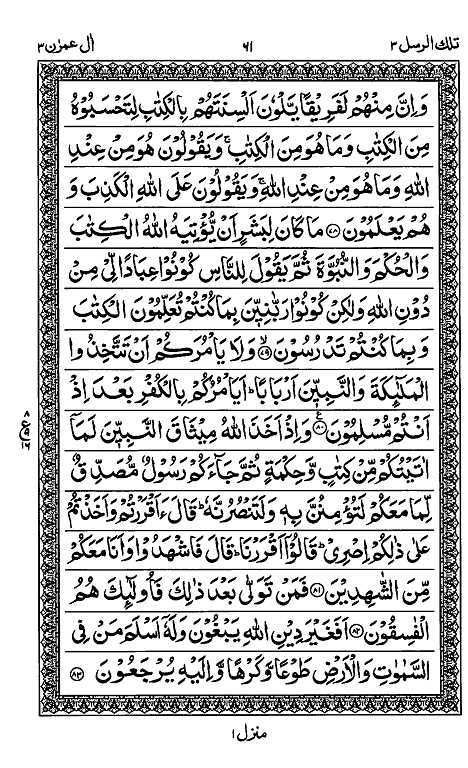 تلك الرسل ٣ ٦١ اٰل عمرٰن ٣
وَاِنَّ مِنْهُمْ لَفَرِيْقًا يَّلْوٗنَ اَلْسِنَتَهُمْ بِالْكِتٰبِ لِتَحْسَبُوْهُ
مِنَ الْكِتٰبِ وَمَا هُوَ مِنَ الْكِتٰبِ ۚ وَيَقُوْلُوْنَ هُوَ مِنْ عِنْدِ
اللّٰهِ وَمَا هُوَ مِنْ عِنْدِ اللّٰهِ ۚ وَيَقُوْلُوْنَ عَلَى اللّٰهِ الْكَذِبَ وَ
هُمْ يَعْلَمُوْنَ ۝٧٨ مَا كَانَ لِبَشَرٍ اَنْ يُّؤْتِيَهُ اللّٰهُ الْكِتٰبَ
وَالْحُكْمَ وَالنُّبُوَّةَ ثُمَّ يَقُوْلَ لِلنَّاسِ كُوْنُوْا عِبَادًا لِّيْ مِنْ
دُوْنِ اللّٰهِ وَلٰكِنْ كُوْنُوْا رَبّٰنِيّٖنَ بِمَا كُنْتُمْ تُعَلِّمُوْنَ الْكِتٰبَ
وَبِمَا كُنْتُمْ تَدْرُسُوْنَ ۝٧٩ وَلَا يَاْمُرَكُمْ اَنْ تَتَّخِذُوا
الْمَلٰٓئِكَةَ وَالنَّبِيّٖنَ اَرْبَابًا ؕ اَيَاْمُرُكُمْ بِالْكُفْرِ بَعْدَ اِذْ
اَنْتُمْ مُّسْلِمُوْنَ ۝٨٠ وَاِذْ اَخَذَ اللّٰهُ مِيْثَاقَ النَّبِيّٖنَ لَمَاۤ
اٰتَيْتُكُمْ مِّنْ كِتٰبٍ وَّحِكْمَةٍ ثُمَّ جَآءَكُمْ رَسُوْلٌ مُّصَدِّقٌ
لِّمَا مَعَكُمْ لَتُؤْمِنُنَّ بِهٖ وَلَتَنْصُرُنَّهٗ ؕ قَالَ ءَاَقْرَرْتُمْ وَاَخَذْتُمْ
عَلٰى ذٰلِكُمْ اِصْرِيْ ؕ قَالُوْۤا اَقْرَرْنَا ؕ قَالَ فَاشْهَدُوْا وَاَنَا مَعَكُمْ
مِّنَ الشّٰهِدِيْنَ ۝٨١ فَمَنْ تَوَلّٰى بَعْدَ ذٰلِكَ فَاُولٰٓئِكَ هُمُ
الْفٰسِقُوْنَ ۝٨٢ اَفَغَيْرَ دِيْنِ اللّٰهِ يَبْغُوْنَ وَلَهٗۤ اَسْلَمَ مَنْ فِى
السَّمٰوٰتِ وَالْاَرْضِ طَوْعًا وَّكَرْهًا وَّاِلَيْهِ يُرْجَعُوْنَ ۝٨٣
منزل ١